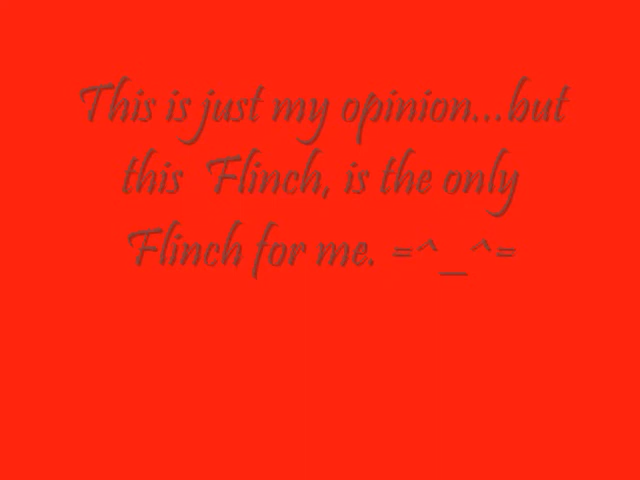 This is just my opinion...but
this Flinch, is the only
Flinch for me. =^_^=